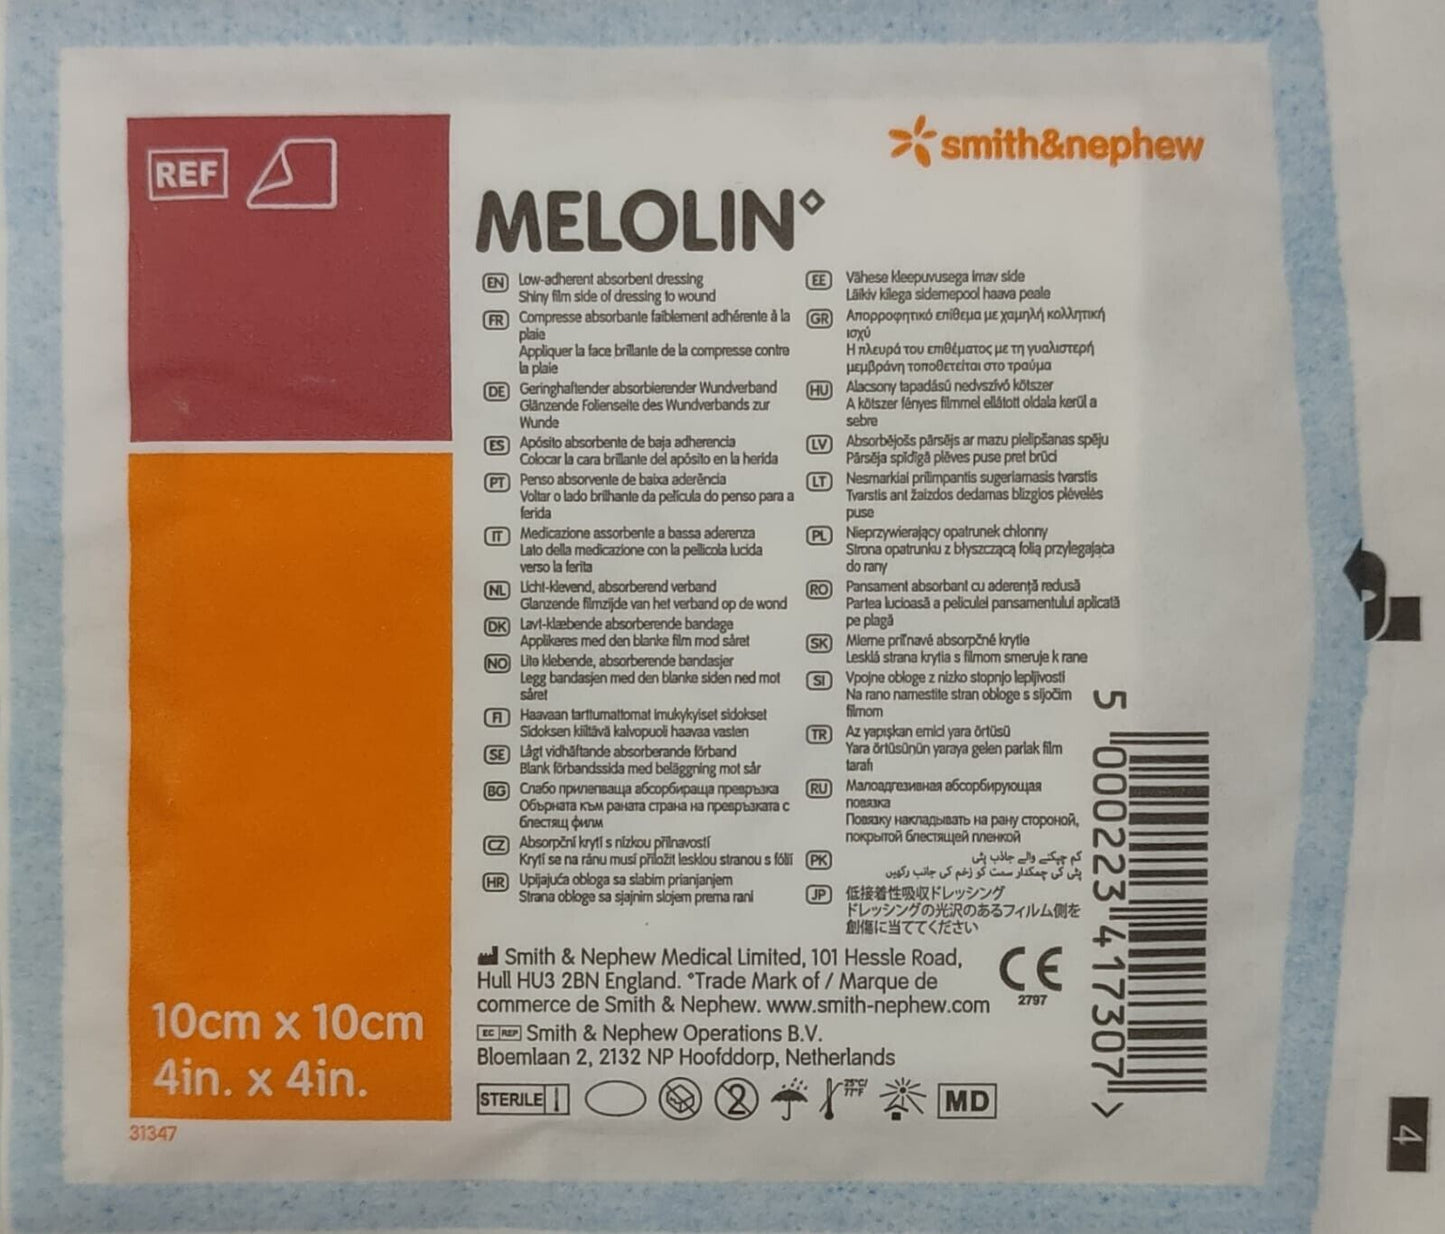 smith&nephew
REF
MELOLIN◊
EN Low-adherent absorbent dressing
Shiny film side of dressing to wound
FR Compresse absorbante faiblement adhérente à la
plaie
Appliquer la face brillante de la compresse contre
la plaie
DE Geringhaftender absorbierender Wundverband
Glänzende Folienseite des Wundverbands zur
Wunde
ES Apósito absorbente de baja adherencia
Colocar la cara brillante del apósito en la herida
PT Penso absorvente de baixa aderência
Voltar o lado brilhante da película do penso para a
ferida
IT Medicazione assorbente a bassa aderenza
Lato della medicazione con la pellicola lucida
verso la ferita
NL Licht-klevend, absorberend verband
Glanzende filmzijde van het verband op de wond
DK Lavt-klæbende absorberende bandage
Applikeres med den blanke film mod såret
NO Lite klebende, absorberende bandasjer
Legg bandasjen med den blanke siden ned mot
såret
FI Haavaan tarttumattomat imukykyiset sidokset
Sidoksen kiiltävä kalvopuoli haavaa vasten
SE Lågt vidhäftande absorberande förband
Blank förbandssida med beläggning mot sår
BG Слабо прилепваща абсорбираща превръзка
Обърната към раната страна на превръзката с
блестящ филм
CZ Absorpční krytí s nízkou přilnavostí
Krytí se na ránu musí přiložit lesklou stranou s fólií
HR Upijajuća obloga sa slabim prianjanjem
Strana obloge sa sjajnim slojem prema rani
EE Vähese kleepuvusega imav side
Läikiv kilega sidemepool haava peale
GR Απορροφητικό επίθεμα με χαμηλή κολλητική
ισχύ
Η πλευρά του επιθέματος με τη γυαλιστερή
μεμβράνη τοποθετείται στο τραύμα
HU Alacsony tapadású nedvszívó kötszer
A kötszer fényes filmmel ellátott oldala kerül a
sebre
LV Absorbējošs pārsējs ar mazu pielipšanas spēju
Pārsēja spīdīgā plēves puse pret brūci
LT Nesmarkiai prilimpantis sugeriamasis tvarstis
Tvarstis ant žaizdos dedamas blizgios plėvelės
puse
PL Nieprzywierający opatrunek chłonny
Strona opatrunku z błyszczącą folią przylegająca
do rany
RO Pansament absorbant cu aderență redusă
Partea lucioasă a peliculei pansamentului aplicată
pe plagă
SK Mierne priľnavé absorpčné krytie
Lesklá strana krytia s filmom smeruje k rane
SI Vpojne obloge z nizko stopnjo lepljivosti
Na rano namestite stran obloge s sijočim
filmom
TR Az yapışkan emici yara örtüsü
Yara örtüsünün yaraya gelen parlak film
tarafı
RU Малоадгезивная абсорбирующая
повязка
Повязку накладывать на рану стороной,
покрытой блестящей пленкой
PK کم چپکنے والے جاذب پٹی
پٹی کی چمکدار سمت کو زخم کی جانب رکھیں
JP 低接着性吸収ドレッシング
ドレッシングの光沢のあるフィルム側を
創傷に当ててください
Smith & Nephew Medical Limited, 101 Hessle Road,
Hull HU3 2BN England. ◊Trade Mark of / Marque de
commerce de Smith & Nephew. www.smith-nephew.com
CE
2797
EC REP Smith & Nephew Operations B.V.
Bloemlaan 2, 2132 NP Hoofddorp, Netherlands
STERILE
2
25°C/
77°F
MD
10cm x 10cm
4in. x 4in.
31347
5 000223 417307 >
4